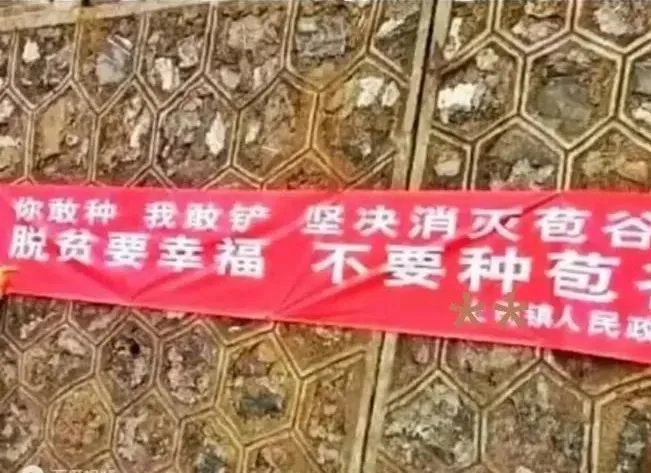 你敢种 我敢铲 坚决消灭苞谷
脱贫要幸福 不要种苞
**镇人民政